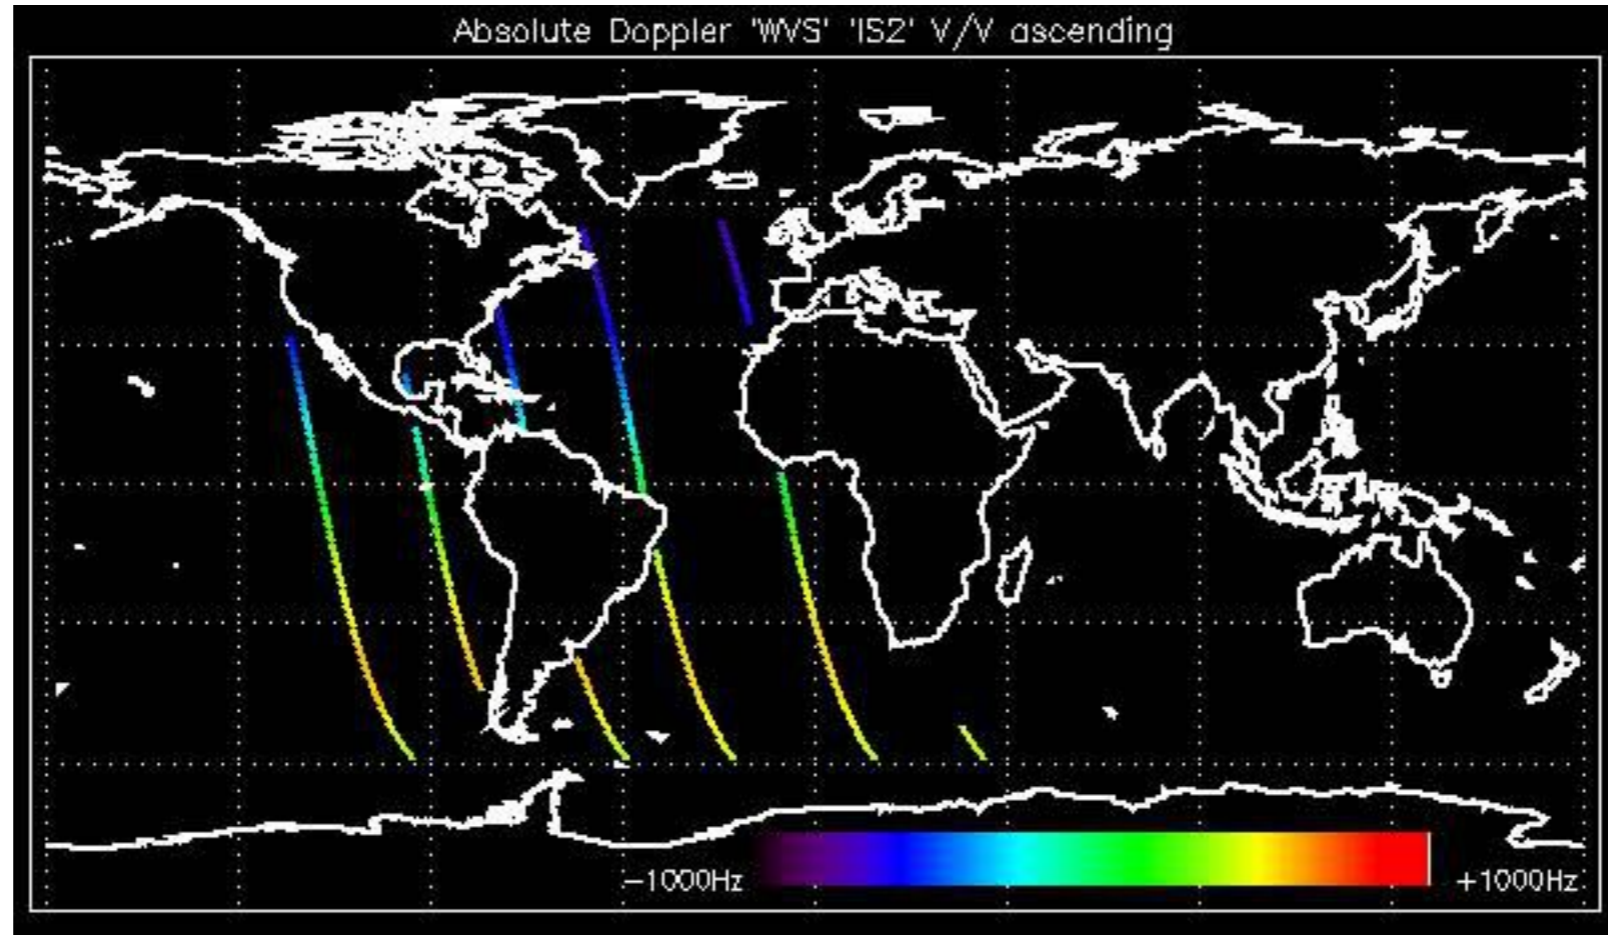 Absolute Doppler 'WVS' 'IS2' V/V ascending
−1000Hz
+1000Hz